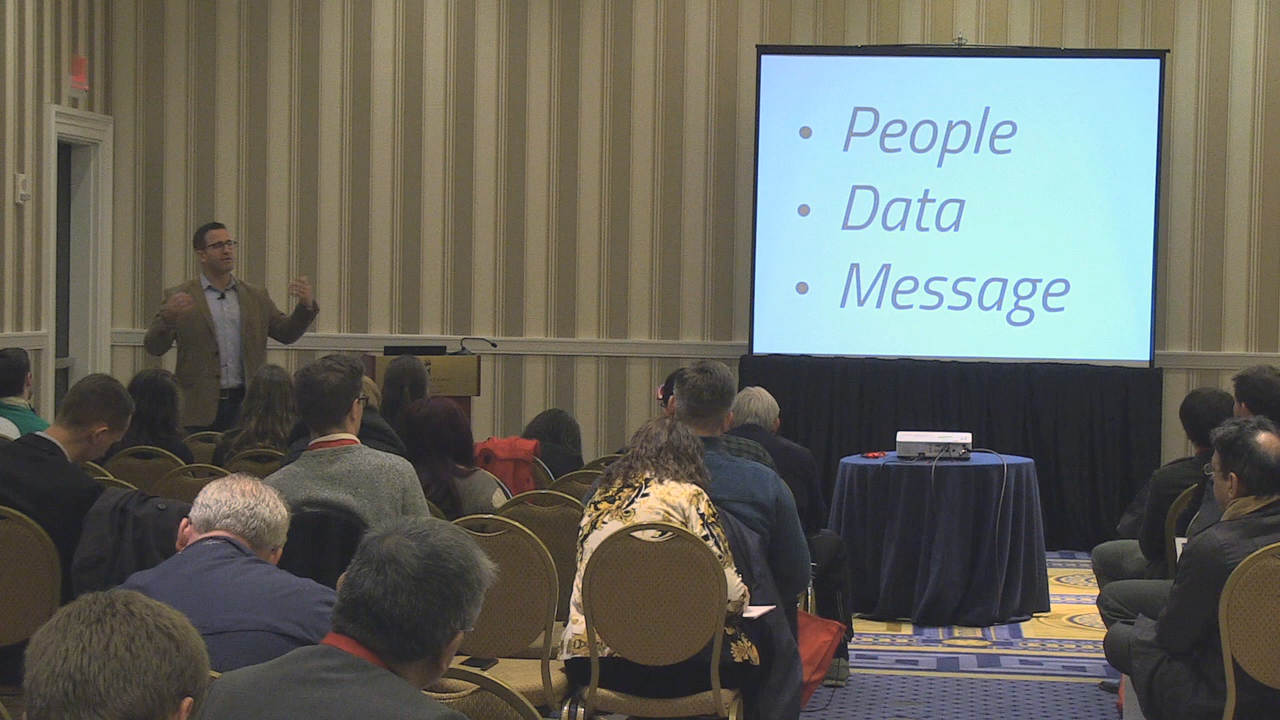 • People
• Data
• Message